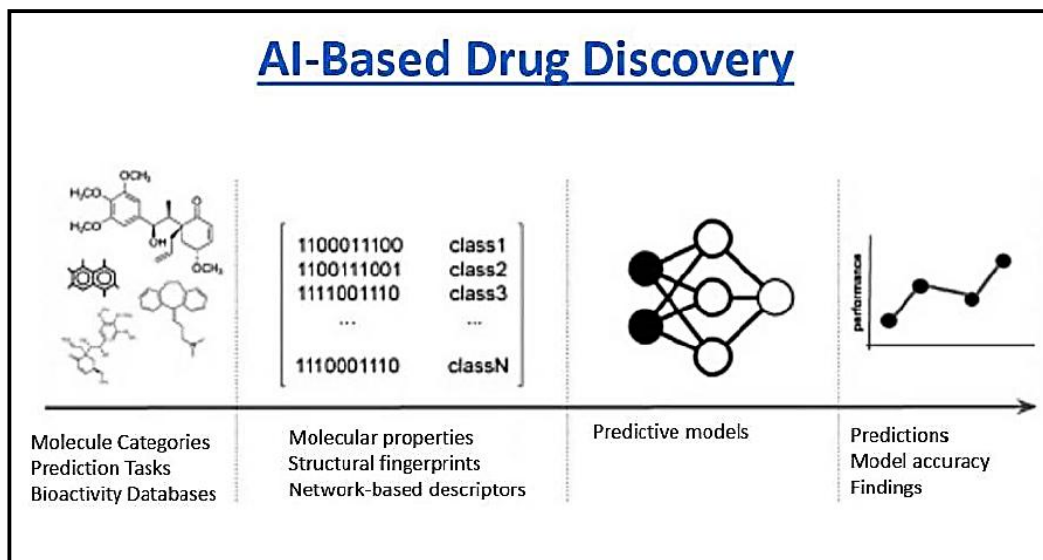 AI-Based Drug Discovery
OCH₃
H₃CO
H₃CO
OCH₃
O
OH
OCH₃
1100011100 class1
1100111001 class2
1111001110 class3
... ...
1110001110 classN
performance
Molecule Categories
Prediction Tasks
Bioactivity Databases
Molecular properties
Structural fingerprints
Network-based descriptors
Predictive models
Predictions
Model accuracy
Findings